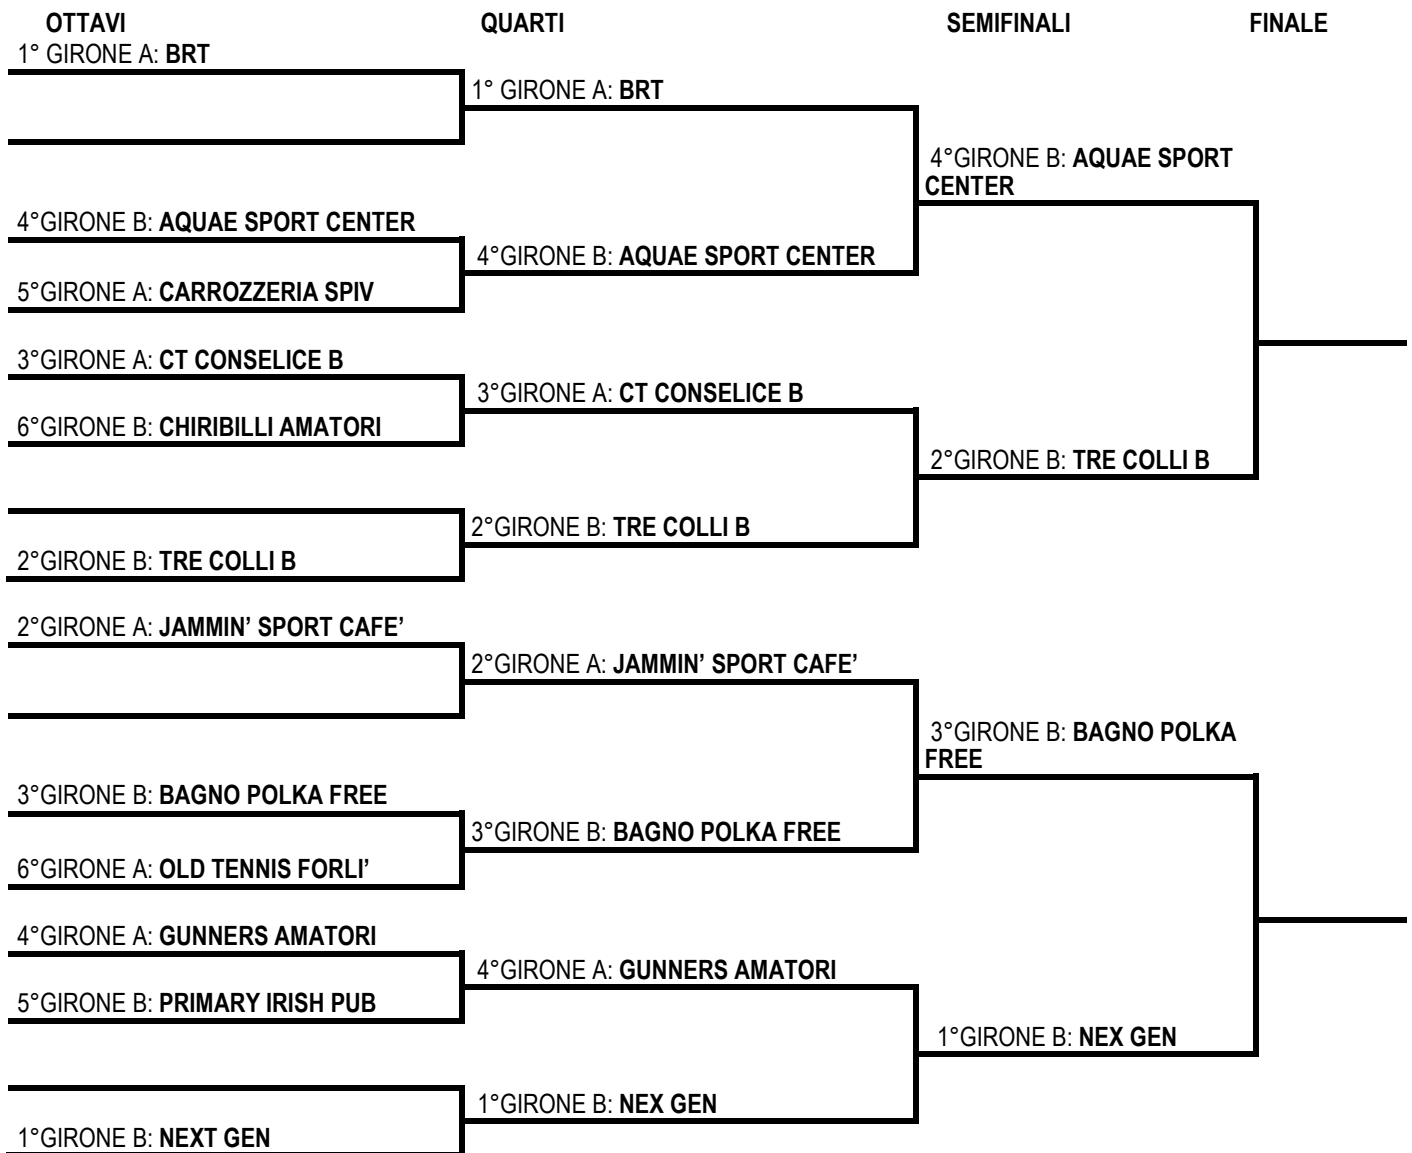 OTTAVI
QUARTI
SEMIFINALI
FINALE
1° GIRONE A: BRT
1° GIRONE A: BRT
4°GIRONE B: AQUAE SPORT
CENTER
4°GIRONE B: AQUAE SPORT CENTER
4°GIRONE B: AQUAE SPORT CENTER
5°GIRONE A: CARROZZERIA SPIV
3°GIRONE A: CT CONSELICE B
3°GIRONE A: CT CONSELICE B
6°GIRONE B: CHIRIBILLI AMATORI
2°GIRONE B: TRE COLLI B
2°GIRONE B: TRE COLLI B
2°GIRONE B: TRE COLLI B
2°GIRONE A: JAMMIN’ SPORT CAFE’
2°GIRONE A: JAMMIN’ SPORT CAFE’
3°GIRONE B: BAGNO POLKA
FREE
3°GIRONE B: BAGNO POLKA FREE
3°GIRONE B: BAGNO POLKA FREE
6°GIRONE A: OLD TENNIS FORLI’
4°GIRONE A: GUNNERS AMATORI
4°GIRONE A: GUNNERS AMATORI
5°GIRONE B: PRIMARY IRISH PUB
1°GIRONE B: NEX GEN
1°GIRONE B: NEX GEN
1°GIRONE B: NEXT GEN